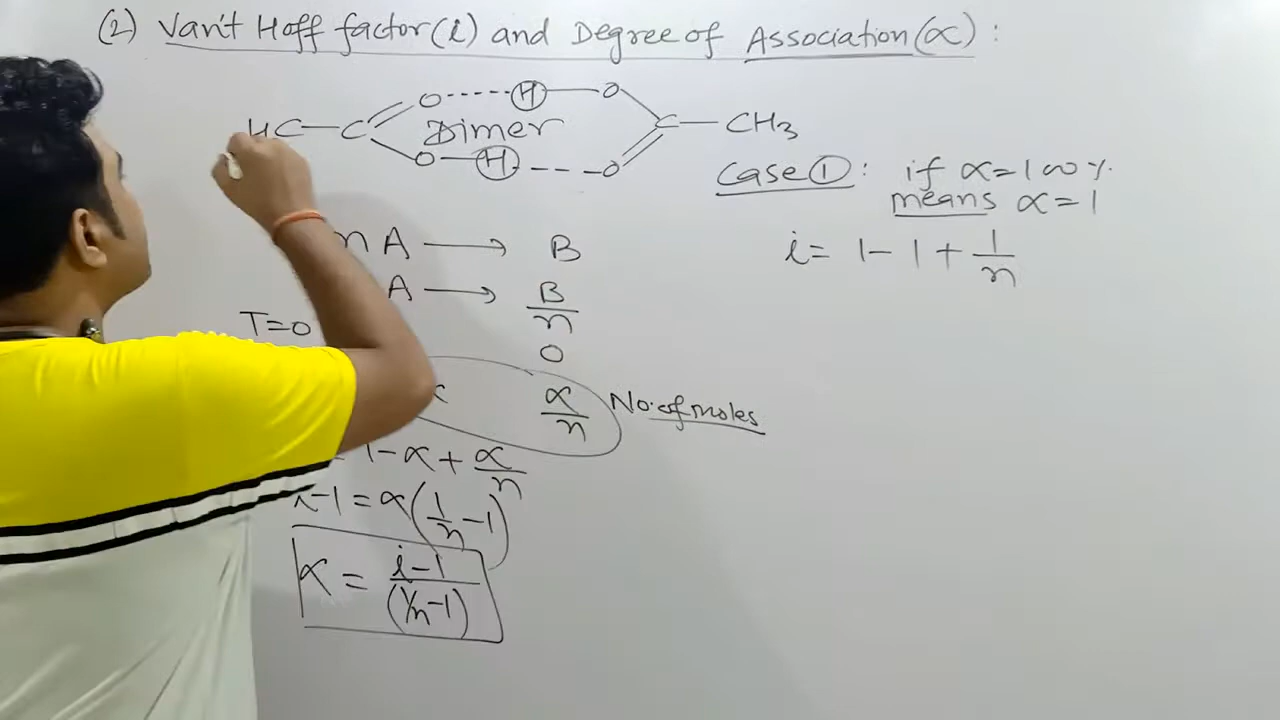 (2) Van't Hoff factor(i) and Degree of Association(α) :
O-----H—O
HC—C Dimer C—CH3
O—H---O
Case ① : if α=100%
means α=1
i= 1-1+1/n
n A → B
A → B/n
T=0
0
α/n No. of moles
1-α+α/n
i-1=α(1/n-1)
α = i-1/(1/n-1)